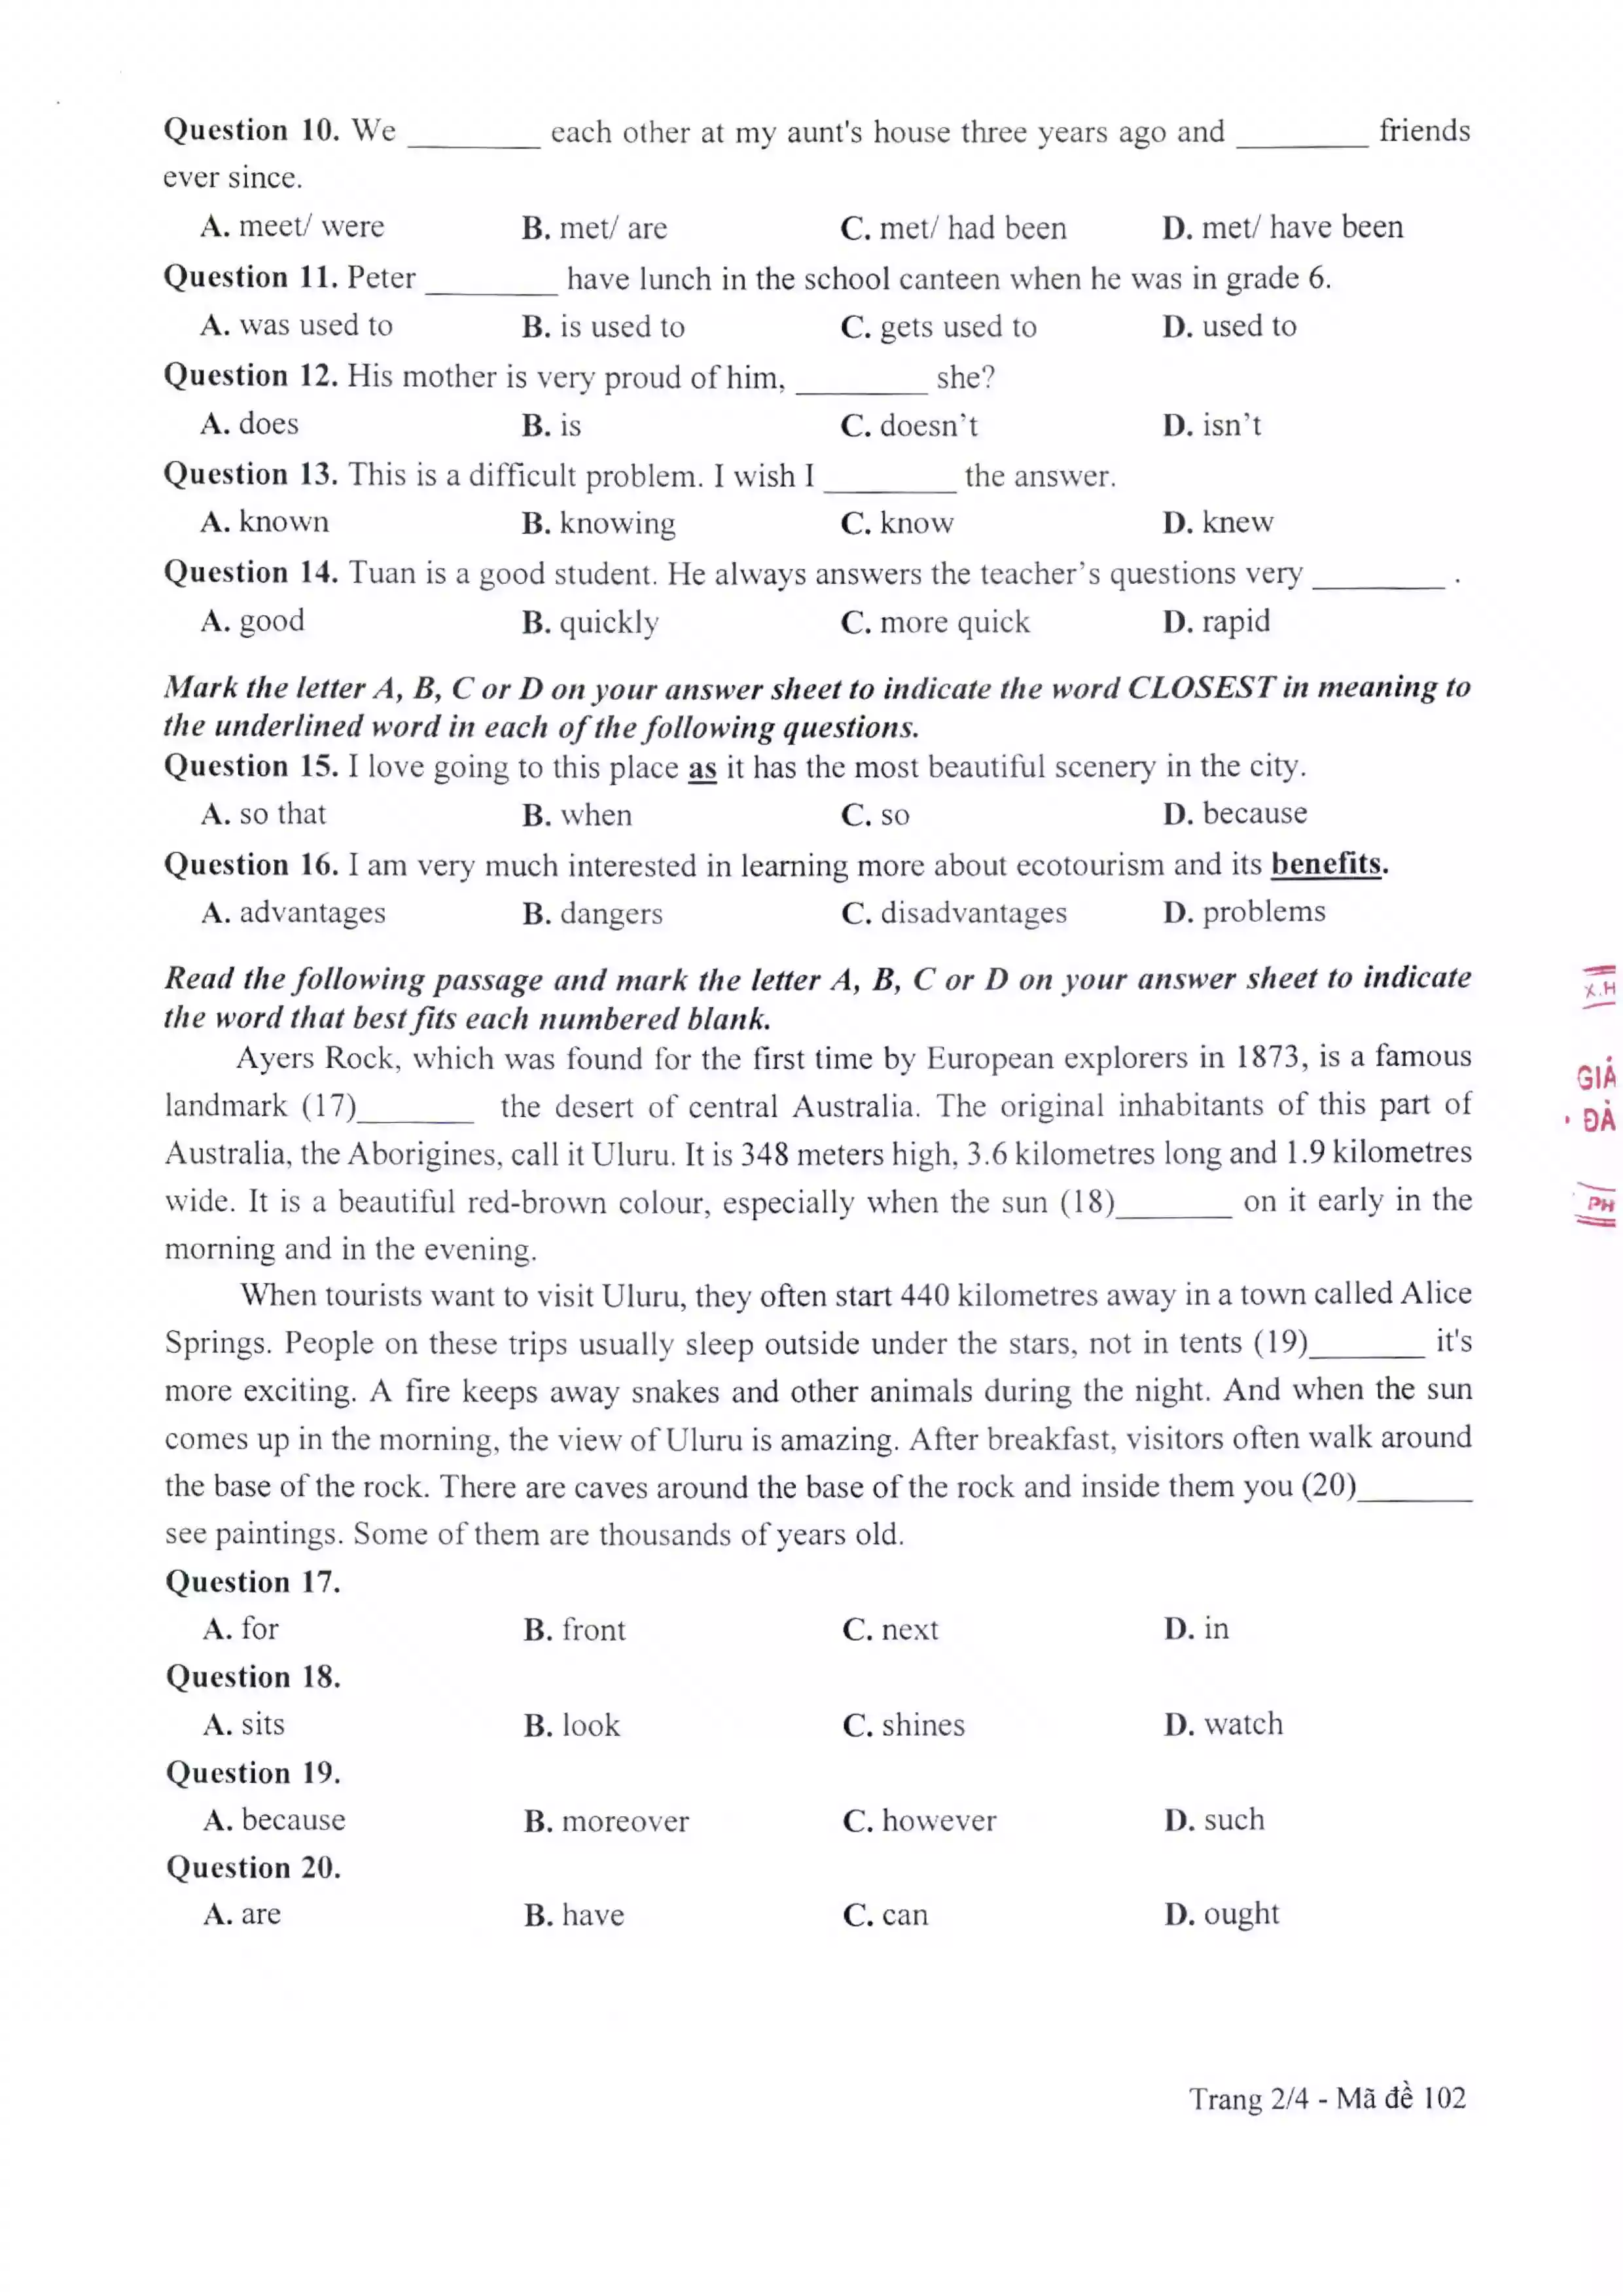 Question 10. We ________ each other at my aunt's house three years ago and ________ friends
ever since.
A. meet/ were B. met/ are C. met/ had been D. met/ have been
Question 11. Peter ________ have lunch in the school canteen when he was in grade 6.
A. was used to B. is used to C. gets used to D. used to
Question 12. His mother is very proud of him, ________ she?
A. does B. is C. doesn't D. isn't
Question 13. This is a difficult problem. I wish I ________ the answer.
A. known B. knowing C. know D. knew
Question 14. Tuan is a good student. He always answers the teacher's questions very ________ .
A. good B. quickly C. more quick D. rapid
Mark the letter A, B, C or D on your answer sheet to indicate the word CLOSEST in meaning to
the underlined word in each of the following questions.
Question 15. I love going to this place as it has the most beautiful scenery in the city.
A. so that B. when C. so D. because
Question 16. I am very much interested in learning more about ecotourism and its benefits.
A. advantages B. dangers C. disadvantages D. problems
Read the following passage and mark the letter A, B, C or D on your answer sheet to indicate
the word that best fits each numbered blank.
Ayers Rock, which was found for the first time by European explorers in 1873, is a famous
landmark (17)_______ the desert of central Australia. The original inhabitants of this part of
Australia, the Aborigines, call it Uluru. It is 348 meters high, 3.6 kilometres long and 1.9 kilometres
wide. It is a beautiful red-brown colour, especially when the sun (18)_______ on it early in the
morning and in the evening.
When tourists want to visit Uluru, they often start 440 kilometres away in a town called Alice
Springs. People on these trips usually sleep outside under the stars, not in tents (19)_______ it's
more exciting. A fire keeps away snakes and other animals during the night. And when the sun
comes up in the morning, the view of Uluru is amazing. After breakfast, visitors often walk around
the base of the rock. There are caves around the base of the rock and inside them you (20)_______
see paintings. Some of them are thousands of years old.
Question 17.
A. for B. front C. next D. in
Question 18.
A. sits B. look C. shines D. watch
Question 19.
A. because B. moreover C. however D. such
Question 20.
A. are B. have C. can D. ought
X.H
GIÁ
ĐÀ
PH
Trang 2/4 - Mã đề 102